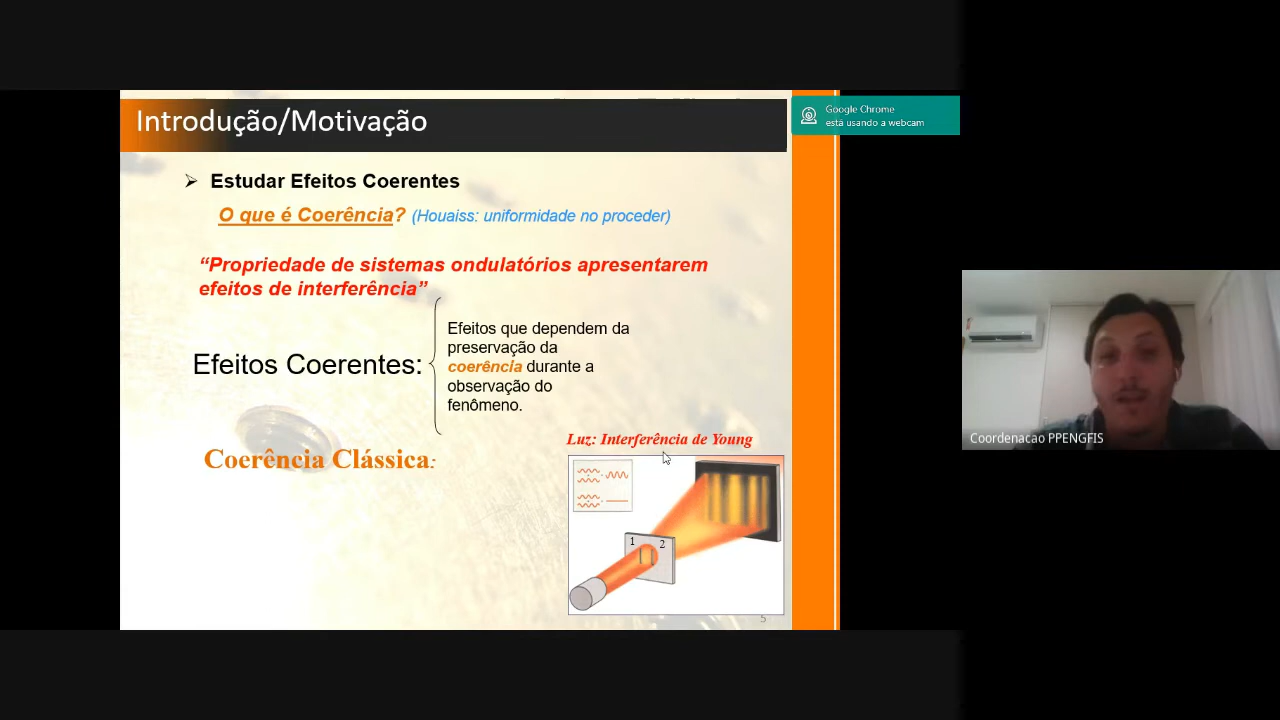 Introdução/Motivação
Google Chrome
está usando a webcam
Estudar Efeitos Coerentes
O que é Coerência? (Houaiss: uniformidade no proceder)
“Propriedade de sistemas ondulatórios apresentarem
efeitos de interferência”
Efeitos Coerentes:
Efeitos que dependem da
preservação da
coerência durante a
observação do
fenômeno.
Coerência Clássica:
Luz: Interferência de Young
1 2
5
Coordenacao PPENGFIS